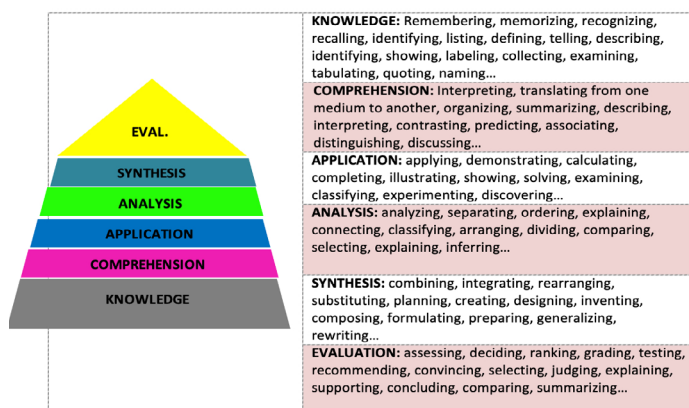 EVAL.
SYNTHESIS
ANALYSIS
APPLICATION
COMPREHENSION
KNOWLEDGE
KNOWLEDGE: Remembering, memorizing, recognizing,
recalling, identifying, listing, defining, telling, describing,
identifying, showing, labeling, collecting, examining,
tabulating, quoting, naming…
COMPREHENSION: Interpreting, translating from one
medium to another, organizing, summarizing, describing,
interpreting, contrasting, predicting, associating,
distinguishing, discussing…
APPLICATION: applying, demonstrating, calculating,
completing, illustrating, showing, solving, examining,
classifying, experimenting, discovering…
ANALYSIS: analyzing, separating, ordering, explaining,
connecting, classifying, arranging, dividing, comparing,
selecting, explaining, inferring…
SYNTHESIS: combining, integrating, rearranging,
substituting, planning, creating, designing, inventing,
composing, formulating, preparing, generalizing,
rewriting…
EVALUATION: assessing, deciding, ranking, grading, testing,
recommending, convincing, selecting, judging, explaining,
supporting, concluding, comparing, summarizing…